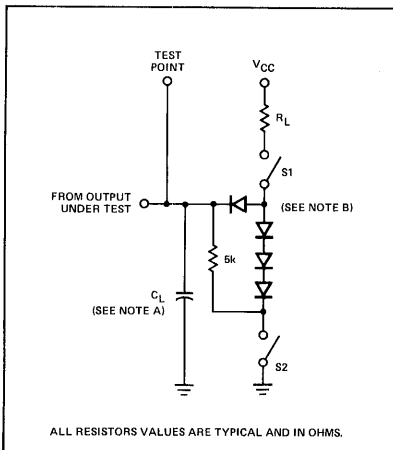 TEST
POINT
VCC
RL
S1
FROM OUTPUT
UNDER TEST
(SEE NOTE B)
5k
CL
(SEE NOTE A)
S2
ALL RESISTORS VALUES ARE TYPICAL AND IN OHMS.